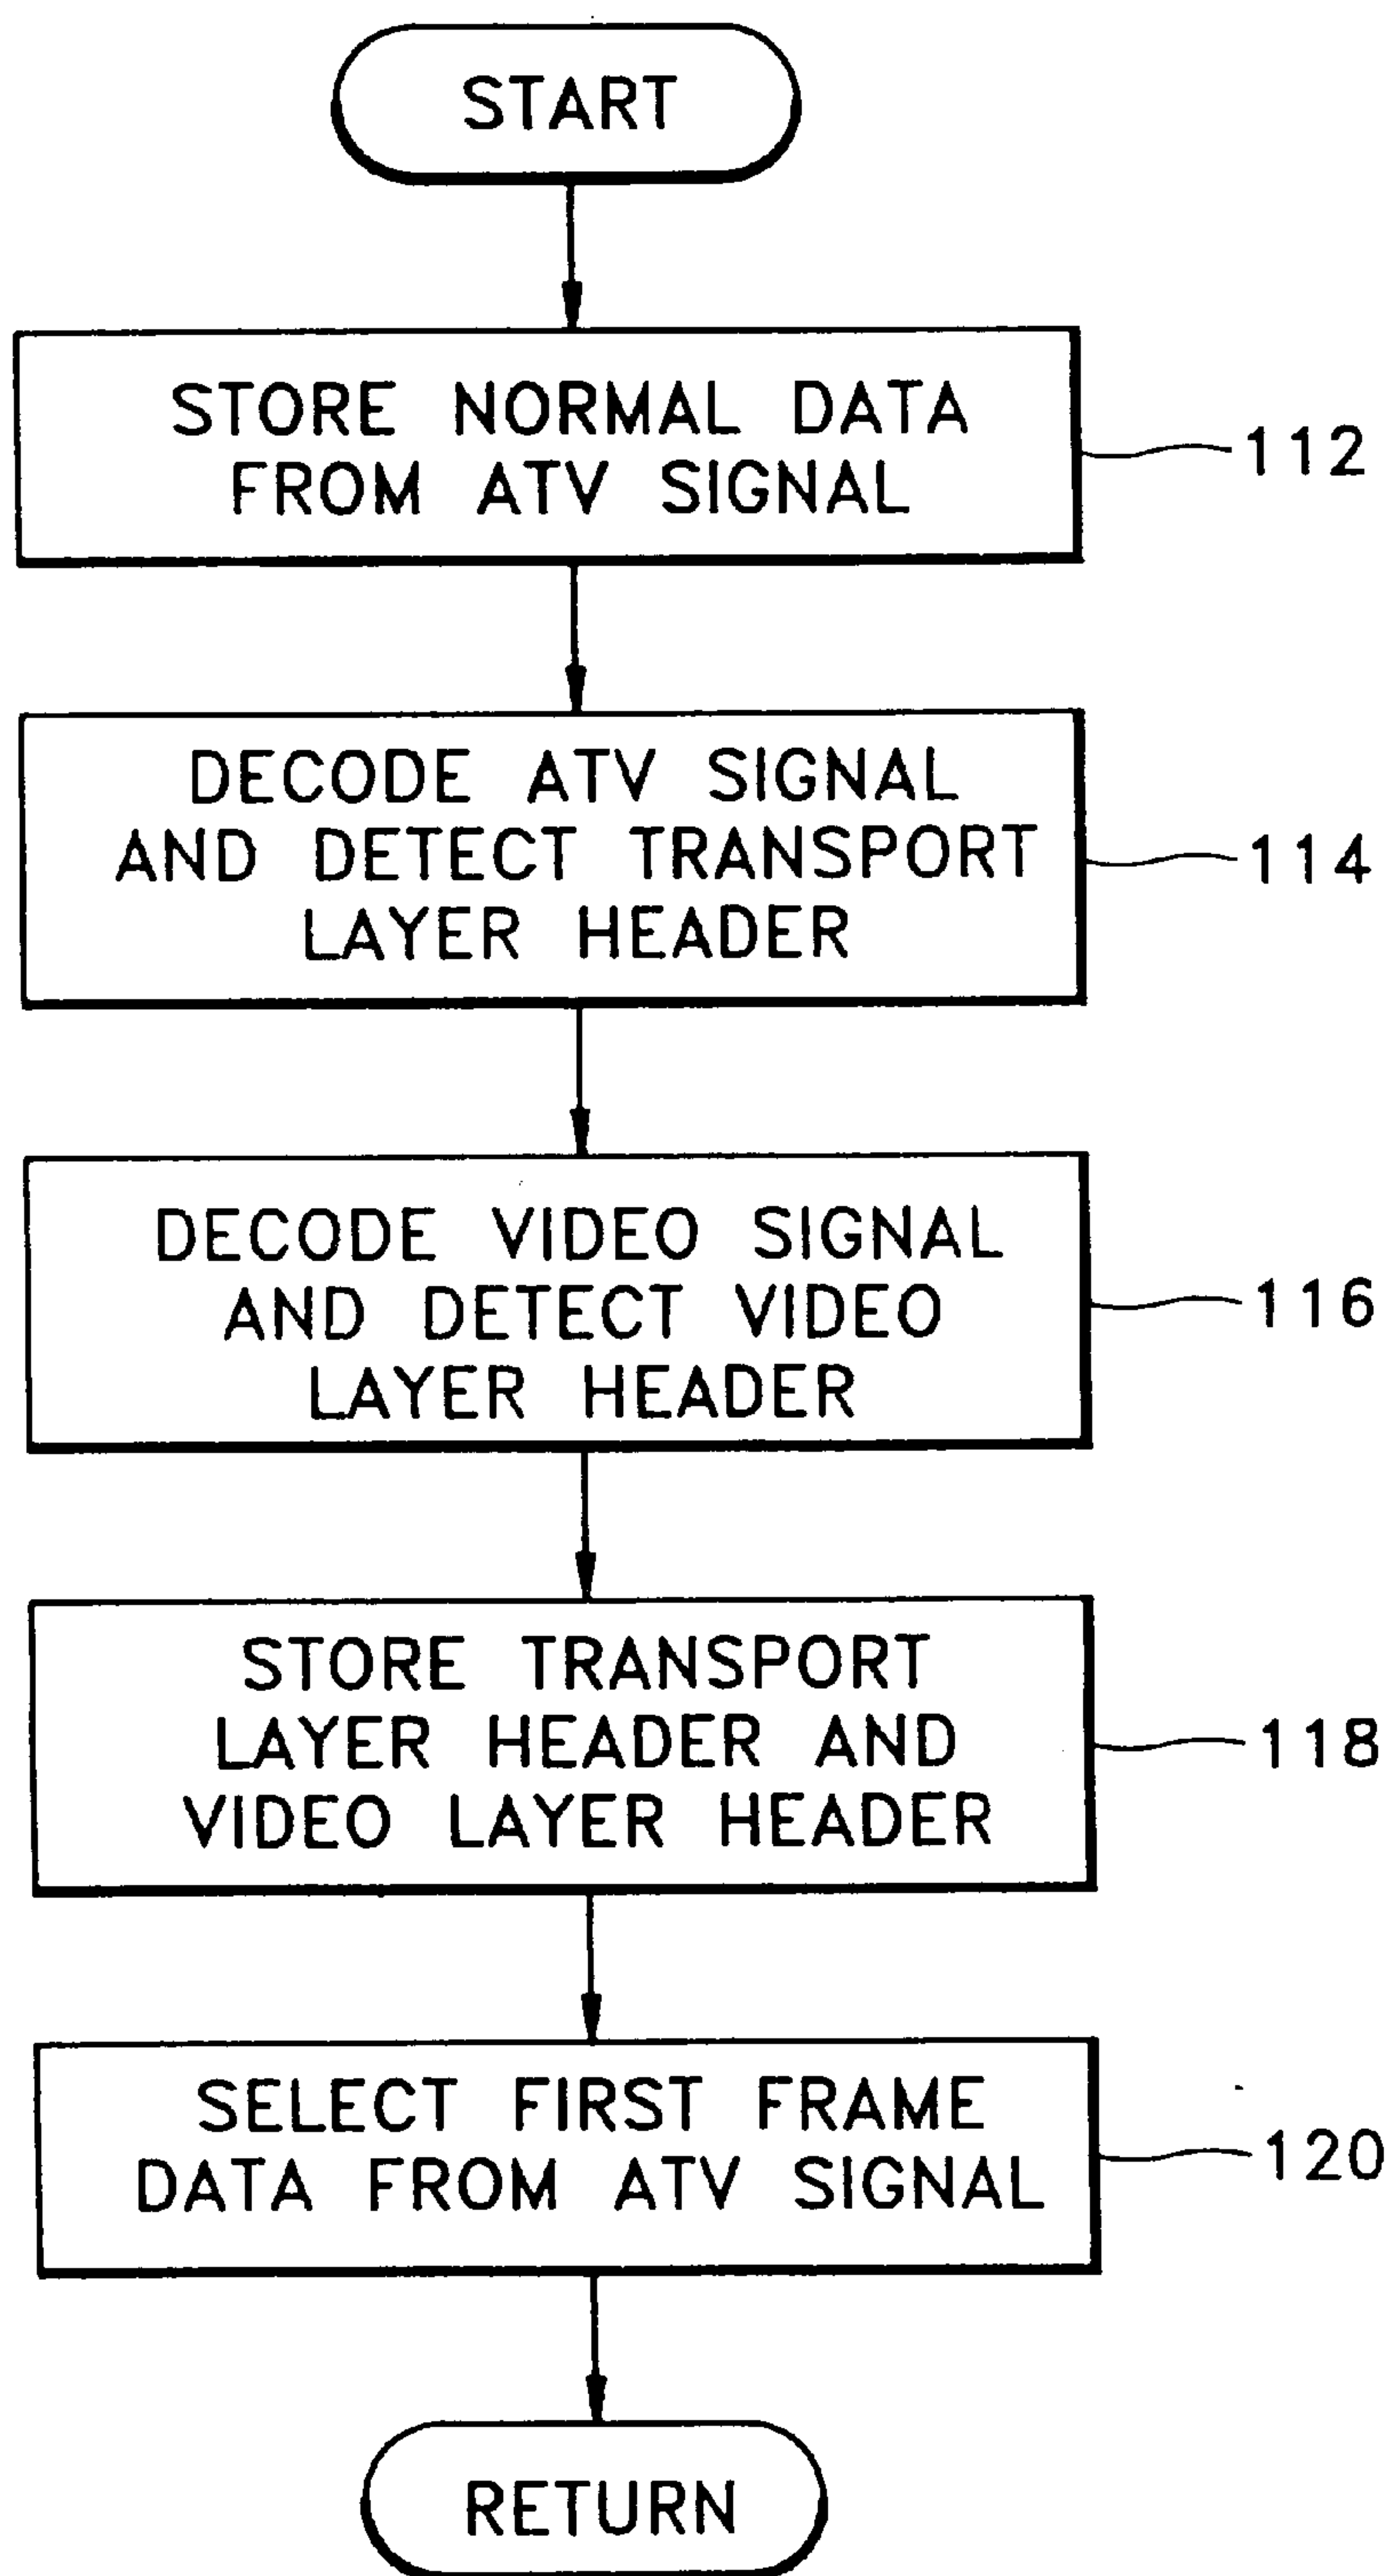 START
STORE NORMAL DATA
FROM ATV SIGNAL
112
DECODE ATV SIGNAL
AND DETECT TRANSPORT
LAYER HEADER
114
DECODE VIDEO SIGNAL
AND DETECT VIDEO
LAYER HEADER
116
STORE TRANSPORT
LAYER HEADER AND
VIDEO LAYER HEADER
118
SELECT FIRST FRAME
DATA FROM ATV SIGNAL
120
RETURN